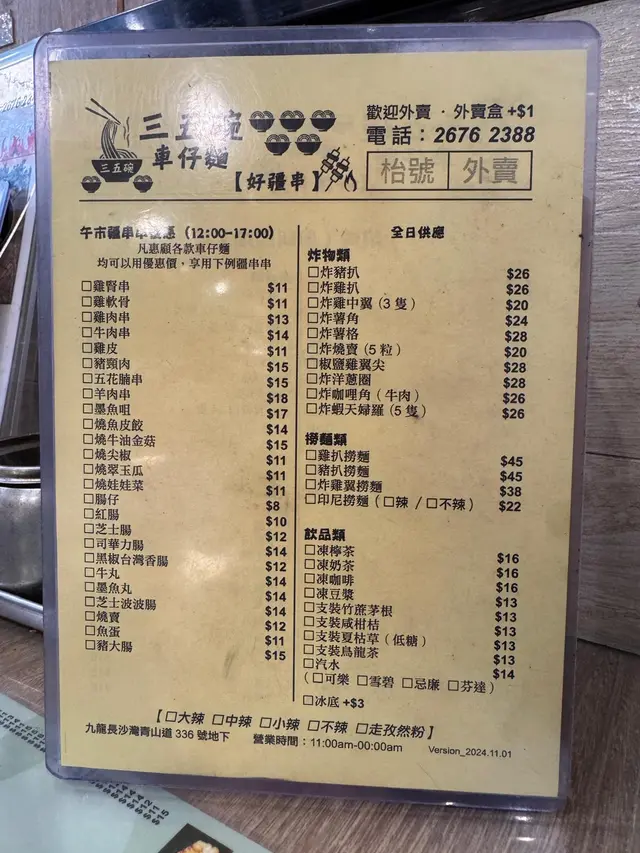 三五碗
車仔麵
三五碗
【好疆串】
歡迎外賣 · 外賣盒 +$1
電話：2676 2388
枱號 外賣
午市疆串串優惠（12:00-17:00）
凡惠顧各款車仔麵
均可以用優惠價，享用下例疆串串
□雞腎串 $11
□雞軟骨 $11
□雞肉串 $13
□牛肉串 $14
□雞皮 $11
□豬頸肉 $15
□五花腩串 $15
□羊肉串 $18
□墨魚咀 $17
□燒魚皮餃 $14
□燒牛油金菇 $15
□燒尖椒 $11
□燒翠玉瓜 $11
□燒娃娃菜 $11
□腸仔 $8
□紅腸 $10
□芝士腸 $12
□司華力腸 $14
□黑椒台灣香腸 $12
□牛丸 $14
□墨魚丸 $14
□芝士波波腸 $14
□燒賣 $12
□魚蛋 $11
□豬大腸 $15
全日供應
炸物類
□炸豬扒 $26
□炸雞扒 $26
□炸雞中翼（3 隻） $20
□炸薯角 $24
□炸薯格 $28
□炸燒賣（5 粒） $20
□椒鹽雞翼尖 $28
□炸洋蔥圈 $28
□炸咖喱角（牛肉） $26
□炸蝦天婦羅（5 隻） $26
撈麵類
□雞扒撈麵 $45
□豬扒撈麵 $45
□炸雞翼撈麵 $38
□印尼撈麵（□辣 / □不辣） $22
飲品類
□凍檸茶 $16
□凍奶茶 $16
□凍咖啡 $16
□凍豆漿 $13
□支裝竹蔗茅根 $13
□支裝咸柑桔 $13
□支裝夏枯草（低糖） $13
□支裝烏龍茶 $13
□汽水 $14
（□可樂 □雪碧 □忌廉 □芬達）
□冰底 +$3
【□大辣 □中辣 □小辣 □不辣 □走孜然粉】
九龍長沙灣青山道 336 號地下 營業時間：11:00am-00:00am Version_2024.11.01